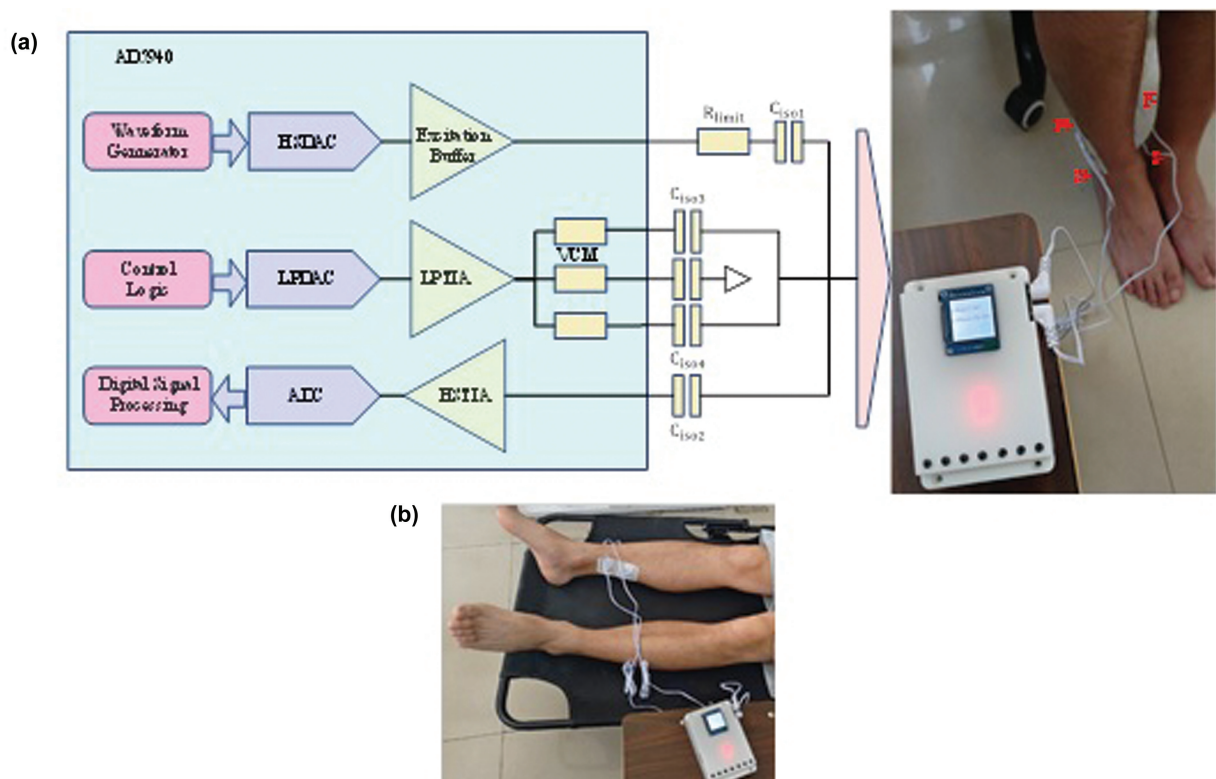 (a)
AD5940
Waveform
Gennerator
HSDAC
Excitation
Buffer
Rlimit
Ciso1
Ciso3
VCM
Control
Logic
LPDAC
LPTIA
Ciso4
Digital Signal
Processing
ADC
HSTIA
Ciso2
(b)